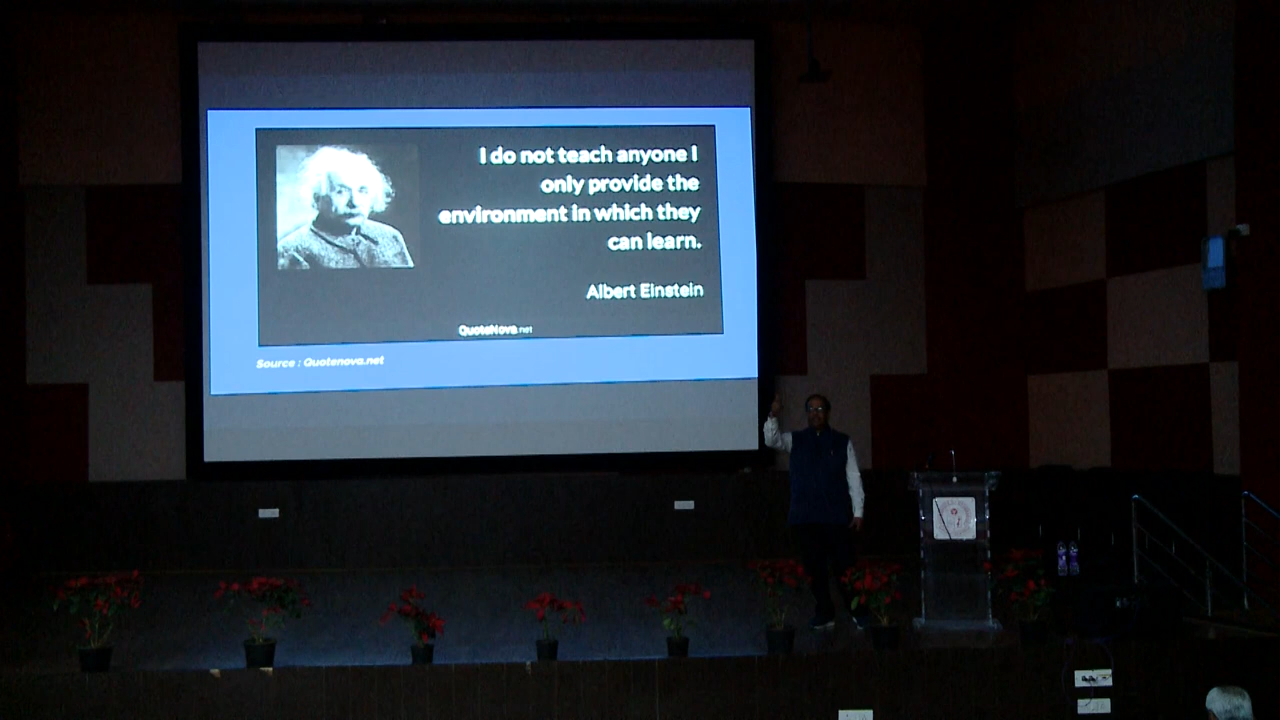 I do not teach anyone I
only provide the
environment in which they
can learn.
Albert Einstein
QuoteNova.net
Source : Quotenova.net